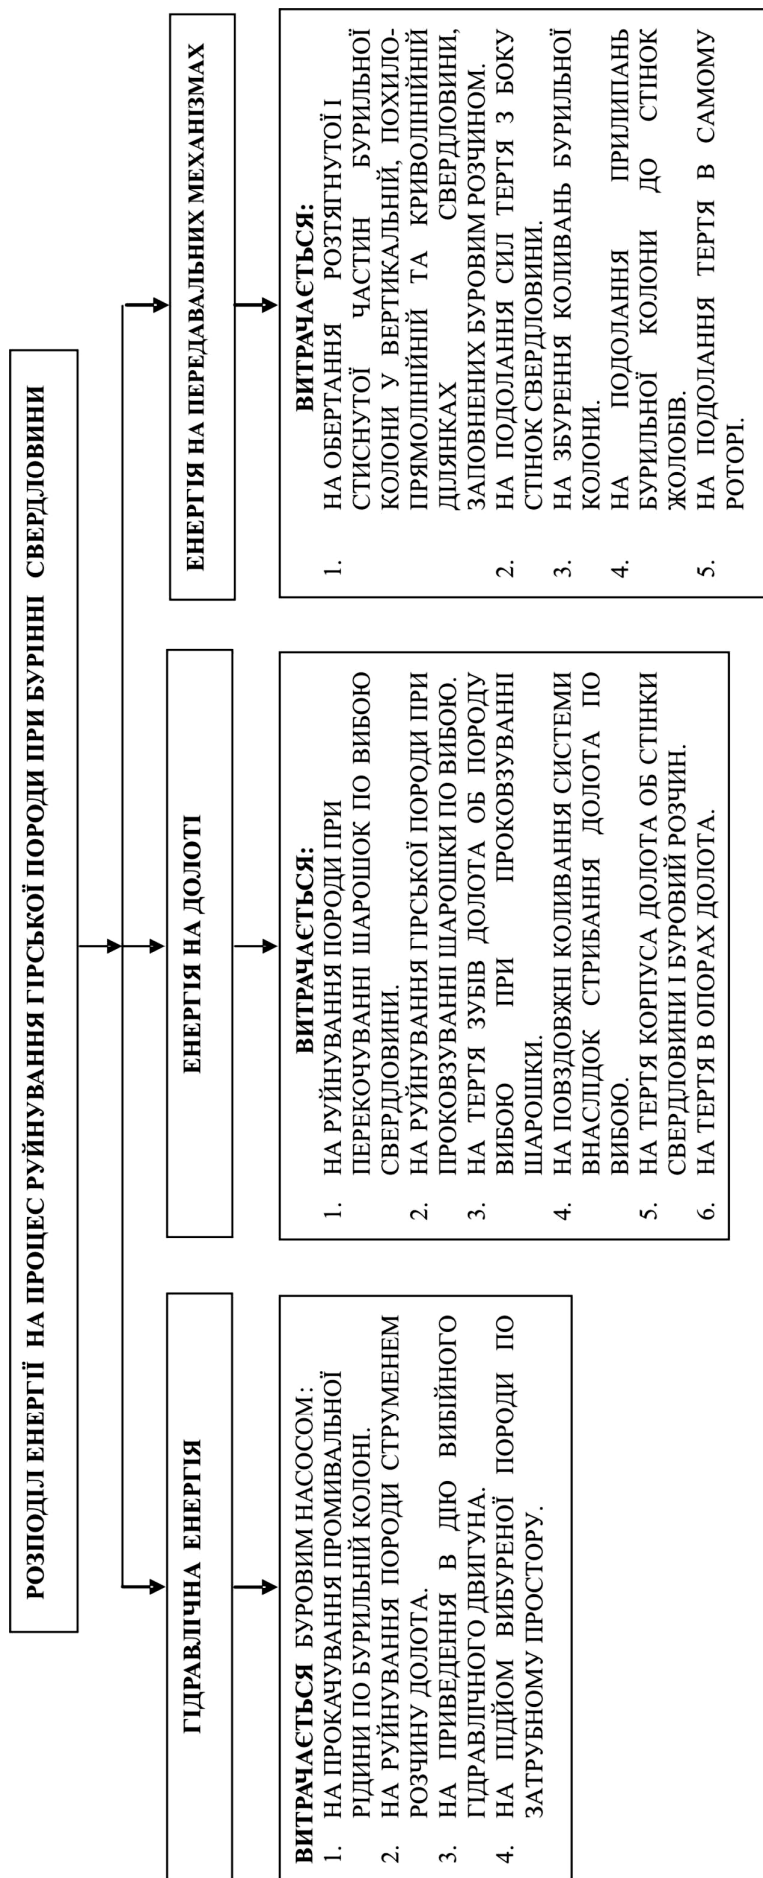 РОЗПОДІЛ ЕНЕРГІЇ НА ПРОЦЕС РУЙНУВАННЯ ГІРСЬКОЇ ПОРОДИ ПРИ БУРІННІ СВЕРДЛОВИНИ
ГІДРАВЛІЧНА ЕНЕРГІЯ
ВИТРАЧАЄТЬСЯ БУРОВИМ НАСОСОМ:
1. НА ПРОКАЧУВАННЯ ПРОМИВАЛЬНОЇ
РІДИНИ ПО БУРИЛЬНІЙ КОЛОНІ.
2. НА РУЙНУВАННЯ ПОРОДИ СТРУМЕНЕМ
РОЗЧИНУ ДОЛОТА.
3. НА ПРИВЕДЕННЯ В ДІЮ ВИБІЙНОГО
ГІДРАВЛІЧНОГО ДВИГУНА.
4. НА ПІДЙОМ ВИБУРЕНОЇ ПОРОДИ ПО
ЗАТРУБНОМУ ПРОСТОРУ.
ЕНЕРГІЯ НА ДОЛОТІ
ВИТРАЧАЄТЬСЯ:
1. НА РУЙНУВАННЯ ПОРОДИ ПРИ
ПЕРЕКОЧУВАННІ ШАРОШОК ПО ВИБОЮ
СВЕРДЛОВИНИ.
2. НА РУЙНУВАННЯ ГІРСЬКОЇ ПОРОДИ ПРИ
ПРОКОВЗУВАННІ ШАРОШКИ ПО ВИБОЮ.
3. НА ТЕРТЯ ЗУБІВ ДОЛОТА ОБ ПОРОДУ
ВИБОЮ ПРИ ПРОКОВЗУВАННІ
ШАРОШКИ.
4. НА ПОВЗДОВЖНІ КОЛИВАННЯ СИСТЕМИ
ВНАСЛІДОК СТРИБАННЯ ДОЛОТА ПО
ВИБОЮ.
5. НА ТЕРТЯ КОРПУСА ДОЛОТА ОБ СТІНКИ
СВЕРДЛОВИНИ І БУРОВИЙ РОЗЧИН.
6. НА ТЕРТЯ В ОПОРАХ ДОЛОТА.
ЕНЕРГІЯ НА ПЕРЕДАВАЛЬНИХ МЕХАНІЗМАХ
ВИТРАЧАЄТЬСЯ:
1. НА ОБЕРТАННЯ РОЗТЯГНУТОЇ І
СТИСНУТОЇ ЧАСТИН БУРИЛЬНОЇ
КОЛОНИ У ВЕРТИКАЛЬНІЙ, ПОХИЛО-
ПРЯМОЛІНІЙНІЙ ТА КРИВОЛІНІЙНІЙ
ДІЛЯНКАХ СВЕРДЛОВИНИ,
ЗАПОВНЕНИХ БУРОВИМ РОЗЧИНОМ.
2. НА ПОДОЛАННЯ СИЛ ТЕРТЯ З БОКУ
СТІНОК СВЕРДЛОВИНИ.
3. НА ЗБУРЕННЯ КОЛИВАНЬ БУРИЛЬНОЇ
КОЛОНИ.
4. НА ПОДОЛАННЯ ПРИЛИПАНЬ
БУРИЛЬНОЇ КОЛОНИ ДО СТІНОК
ЖОЛОБІВ.
5. НА ПОДОЛАННЯ ТЕРТЯ В САМОМУ
РОТОРІ.